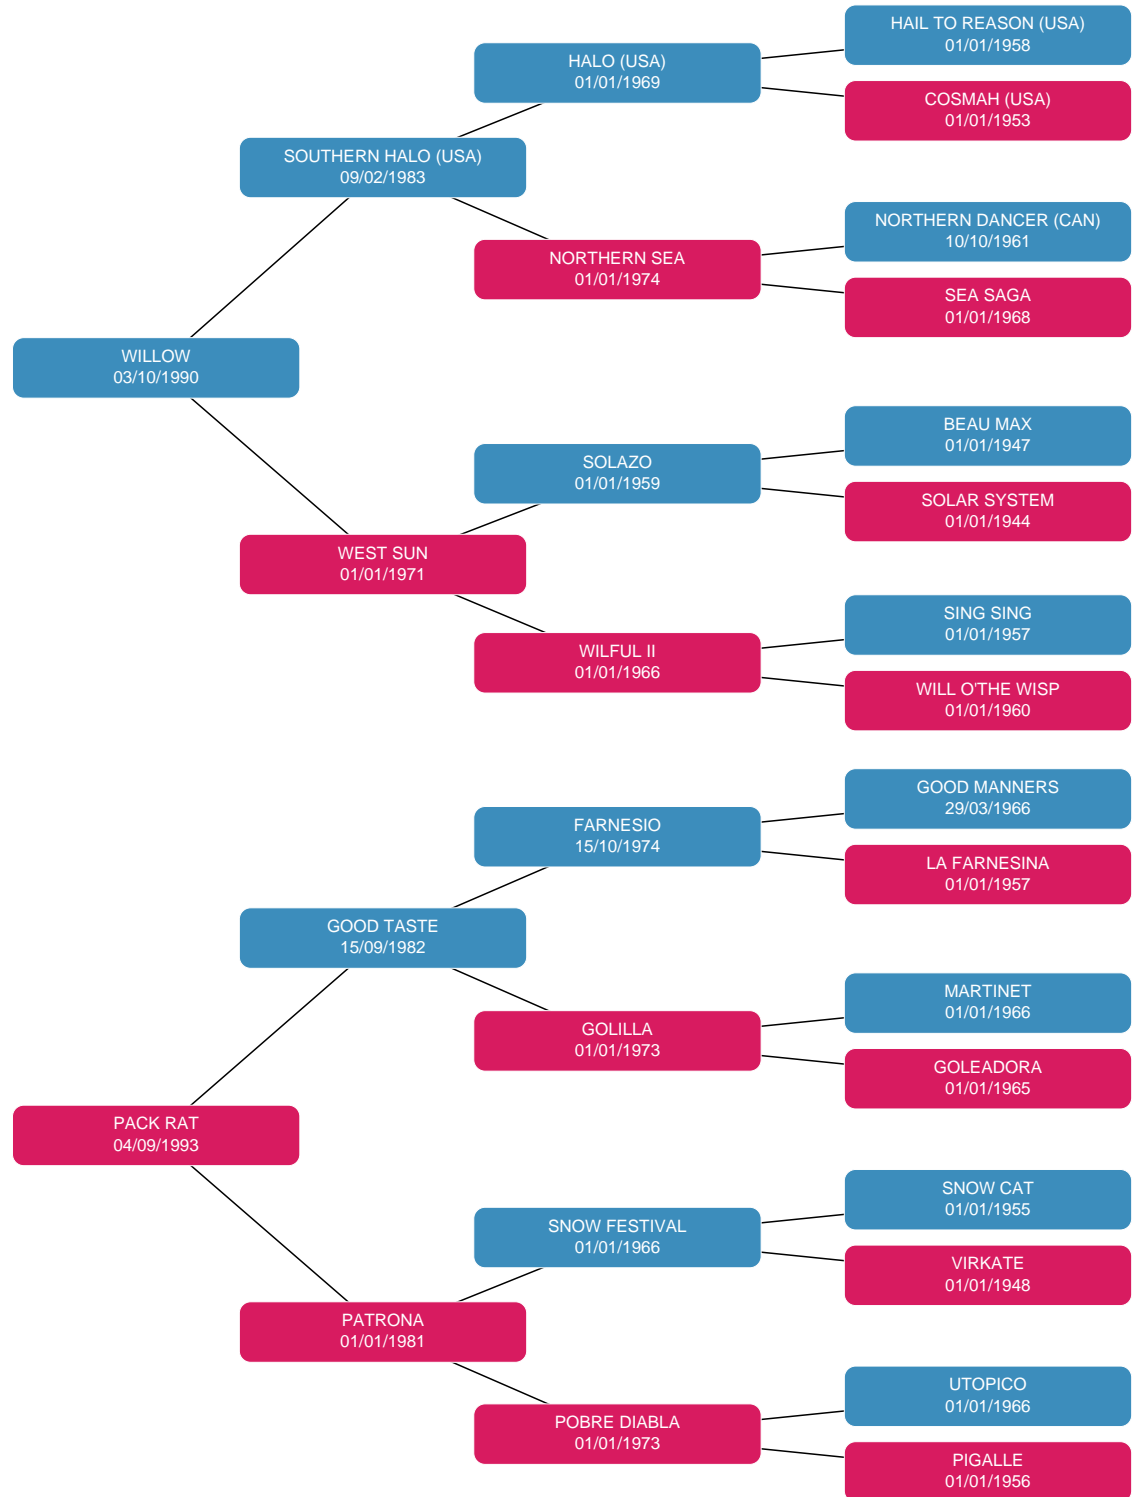 HAIL TO REASON (USA)
01/01/1958
HALO (USA)
01/01/1969
COSMAH (USA)
01/01/1953
SOUTHERN HALO (USA)
09/02/1983
NORTHERN DANCER (CAN)
10/10/1961
NORTHERN SEA
01/01/1974
SEA SAGA
01/01/1968
WILLOW
03/10/1990
BEAU MAX
01/01/1947
SOLAZO
01/01/1959
SOLAR SYSTEM
01/01/1944
WEST SUN
01/01/1971
SING SING
01/01/1957
WILFUL II
01/01/1966
WILL O'THE WISP
01/01/1960
GOOD MANNERS
29/03/1966
FARNESIO
15/10/1974
LA FARNESINA
01/01/1957
GOOD TASTE
15/09/1982
MARTINET
01/01/1966
GOLILLA
01/01/1973
GOLEADORA
01/01/1965
PACK RAT
04/09/1993
SNOW CAT
01/01/1955
SNOW FESTIVAL
01/01/1966
VIRKATE
01/01/1948
PATRONA
01/01/1981
UTOPICO
01/01/1966
POBRE DIABLA
01/01/1973
PIGALLE
01/01/1956